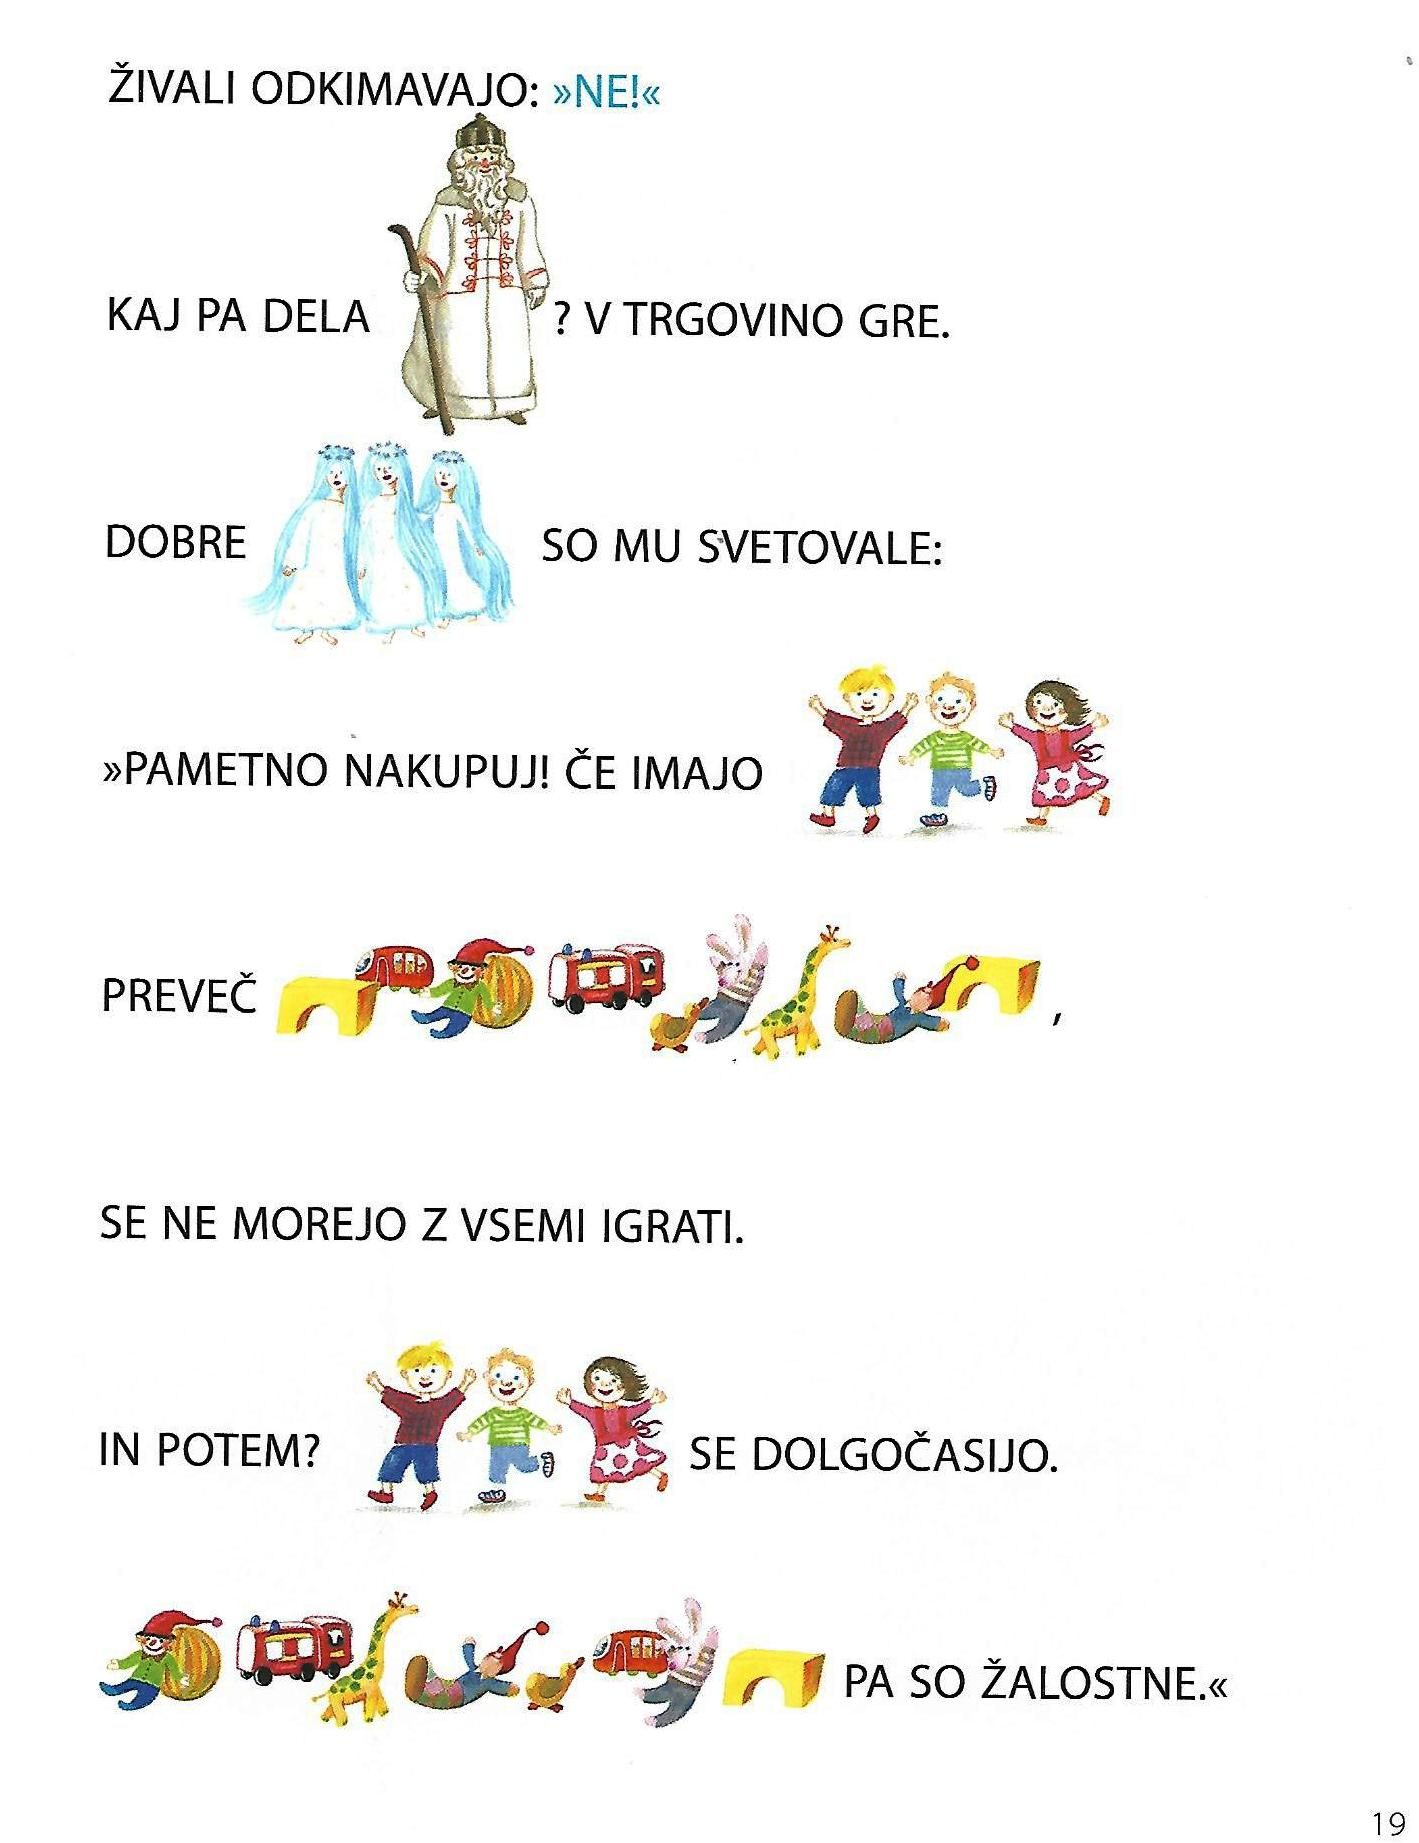 ŽIVALI ODKIMAVAJO: »NE!«
KAJ PA DELA ? V TRGOVINO GRE.
DOBRE SO MU SVETOVALE:
»PAMETNO NAKUPUJ! ČE IMAJO
PREVEČ ,
SE NE MOREJO Z VSEMI IGRATI.
IN POTEM? SE DOLGOČASIJO.
PA SO ŽALOSTNE.«
19